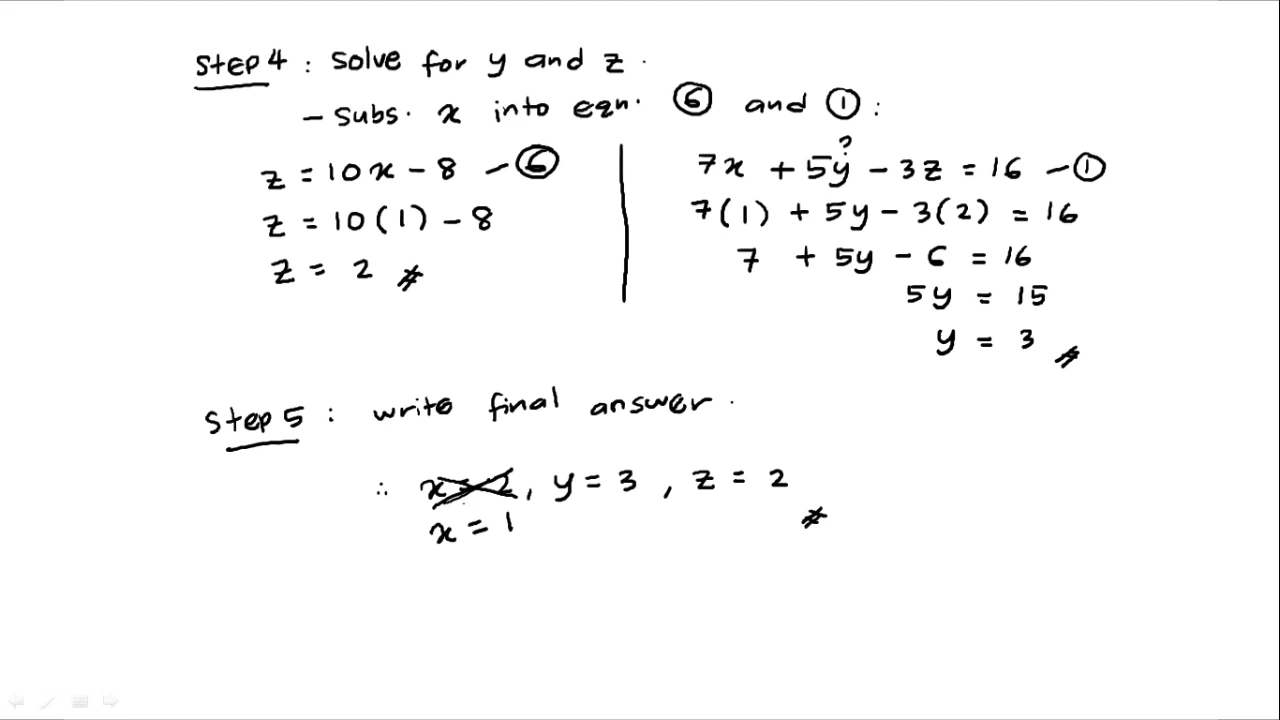 Step 4 : solve for y and z.
- subs. x into eqn. ⑥ and ① :
z = 10x - 8 - ⑥
z = 10(1) - 8
z = 2 #
?
7x + 5y - 3z = 16 - ①
7(1) + 5y - 3(2) = 16
7 + 5y - 6 = 16
5y = 15
y = 3 #
Step 5 : write final answer.
∴ x = 2, y = 3, z = 2
x = 1 #